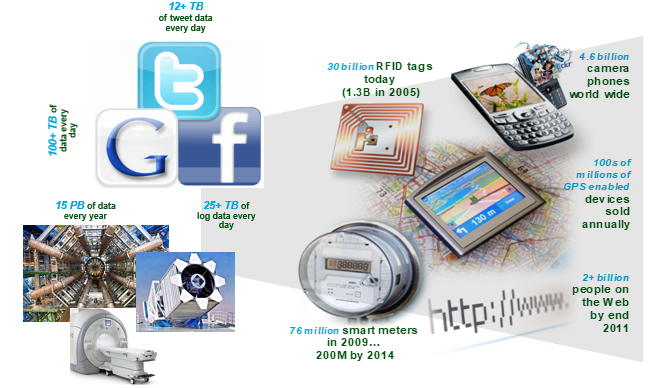 12+ TB
of tweet data
every day
100+ TB of
data every
day
t
G
f
25+ TB of
log data every
day
15 PB of data
every year
30 billion RFID tags
today
(1.3B in 2005)
4.6 billion
camera
phones
world wide
100s of
millions of
GPS enabled
devices
sold
annually
130 m
76 million smart meters
in 2009…
200M by 2014
http://www.
2+ billion
people on
the Web
by end
2011